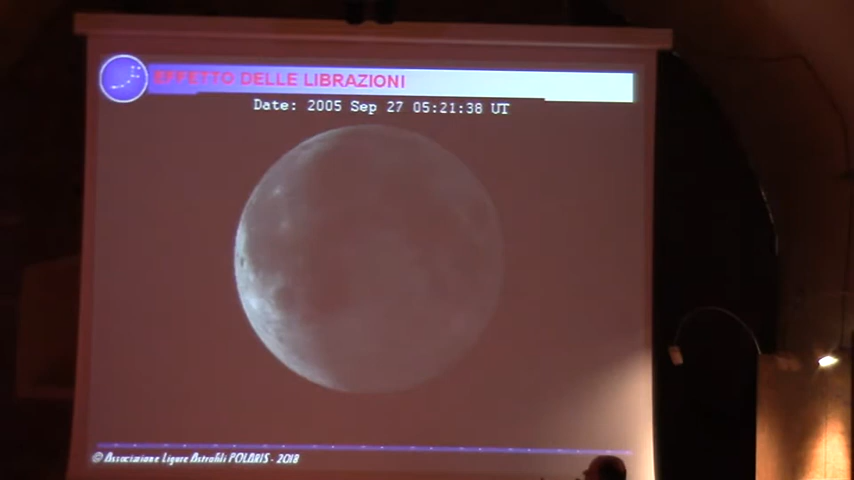 EFFETTO DELLE LIBRAZIONI
Date: 2005 Sep 27 05:21:38 UT
© Associazione Ligure Astrofili POLARIS - 2018